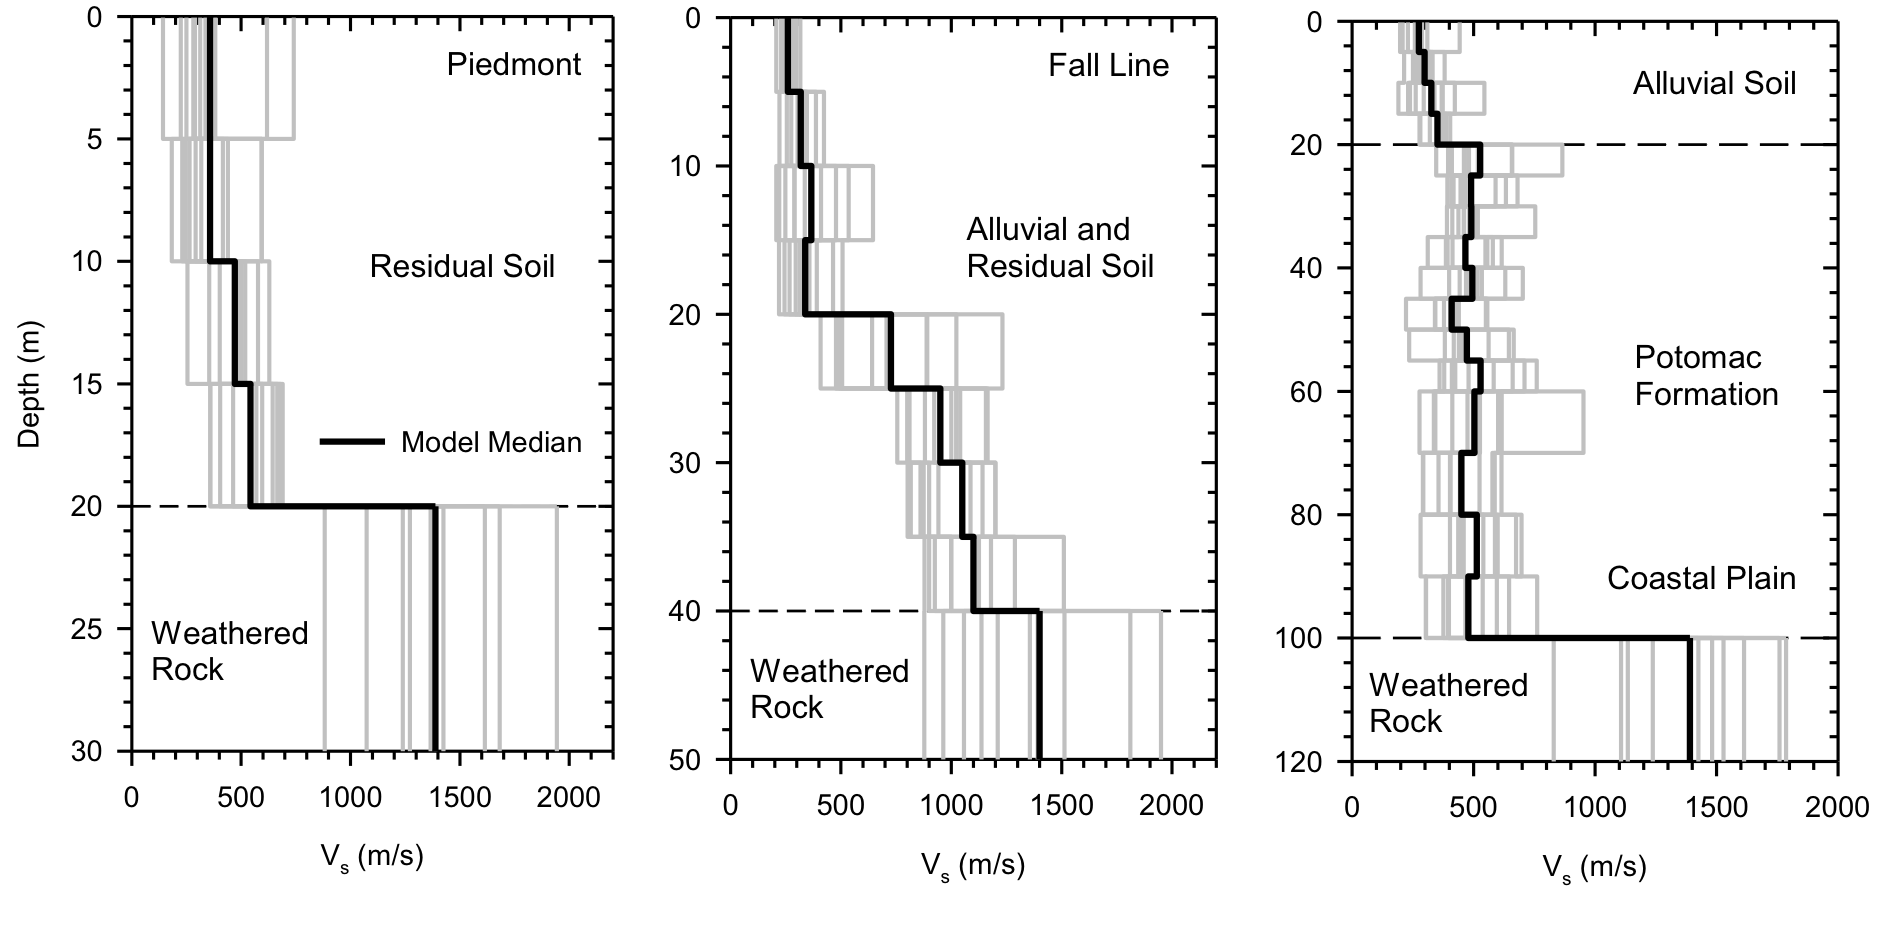 Piedmont
Residual Soil
Model Median
Weathered
Rock
Depth (m)
0
5
10
15
20
25
30
0 500 1000 1500 2000
Vs (m/s)
Fall Line
Alluvial and
Residual Soil
Weathered
Rock
0
10
20
30
40
50
0 500 1000 1500 2000
Vs (m/s)
Alluvial Soil
Potomac
Formation
Coastal Plain
Weathered
Rock
0
20
40
60
80
100
120
0 500 1000 1500 2000
Vs (m/s)